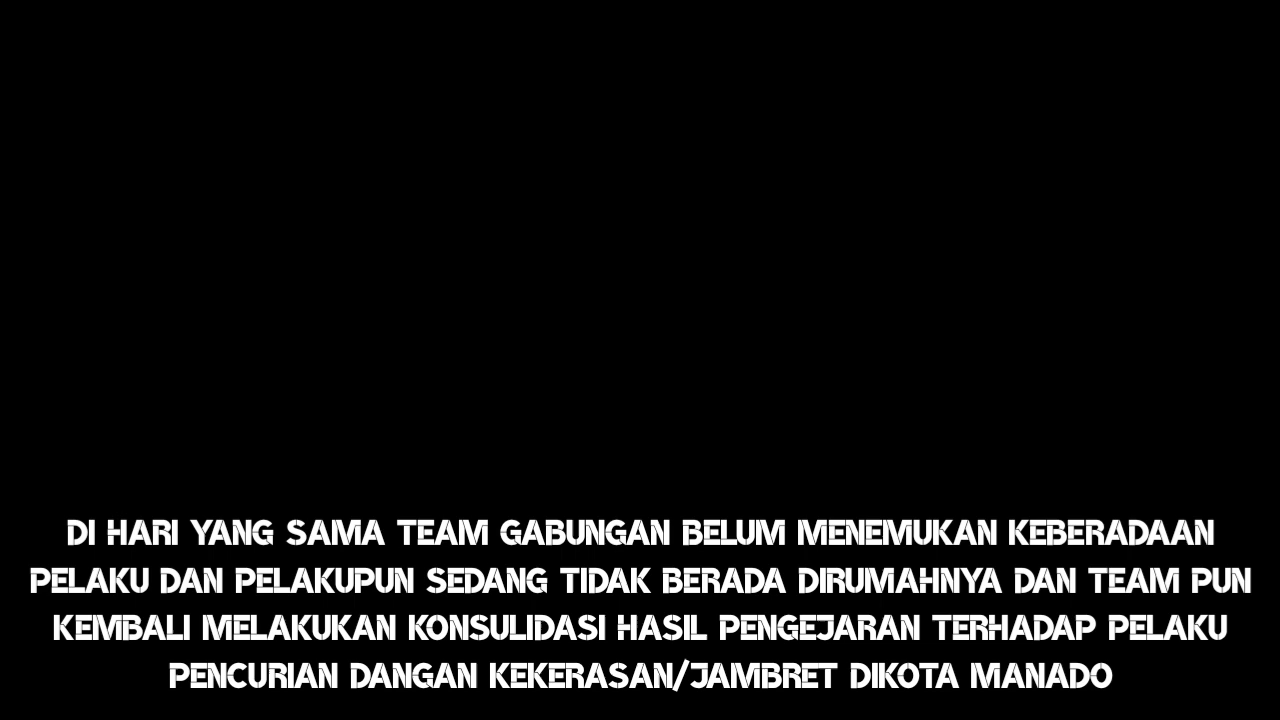 DI HARI YANG SAMA TEAM GABUNGAN BELUM MENEMUKAN KEBERADAAN
PELAKU DAN PELAKUPUN SEDANG TIDAK BERADA DIRUMAHNYA DAN TEAM PUN
KEMBALI MELAKUKAN KONSULIDASI HASIL PENGEJARAN TERHADAP PELAKU
PENCURIAN DANGAN KEKERASAN/JAMBRET DIKOTA MANADO